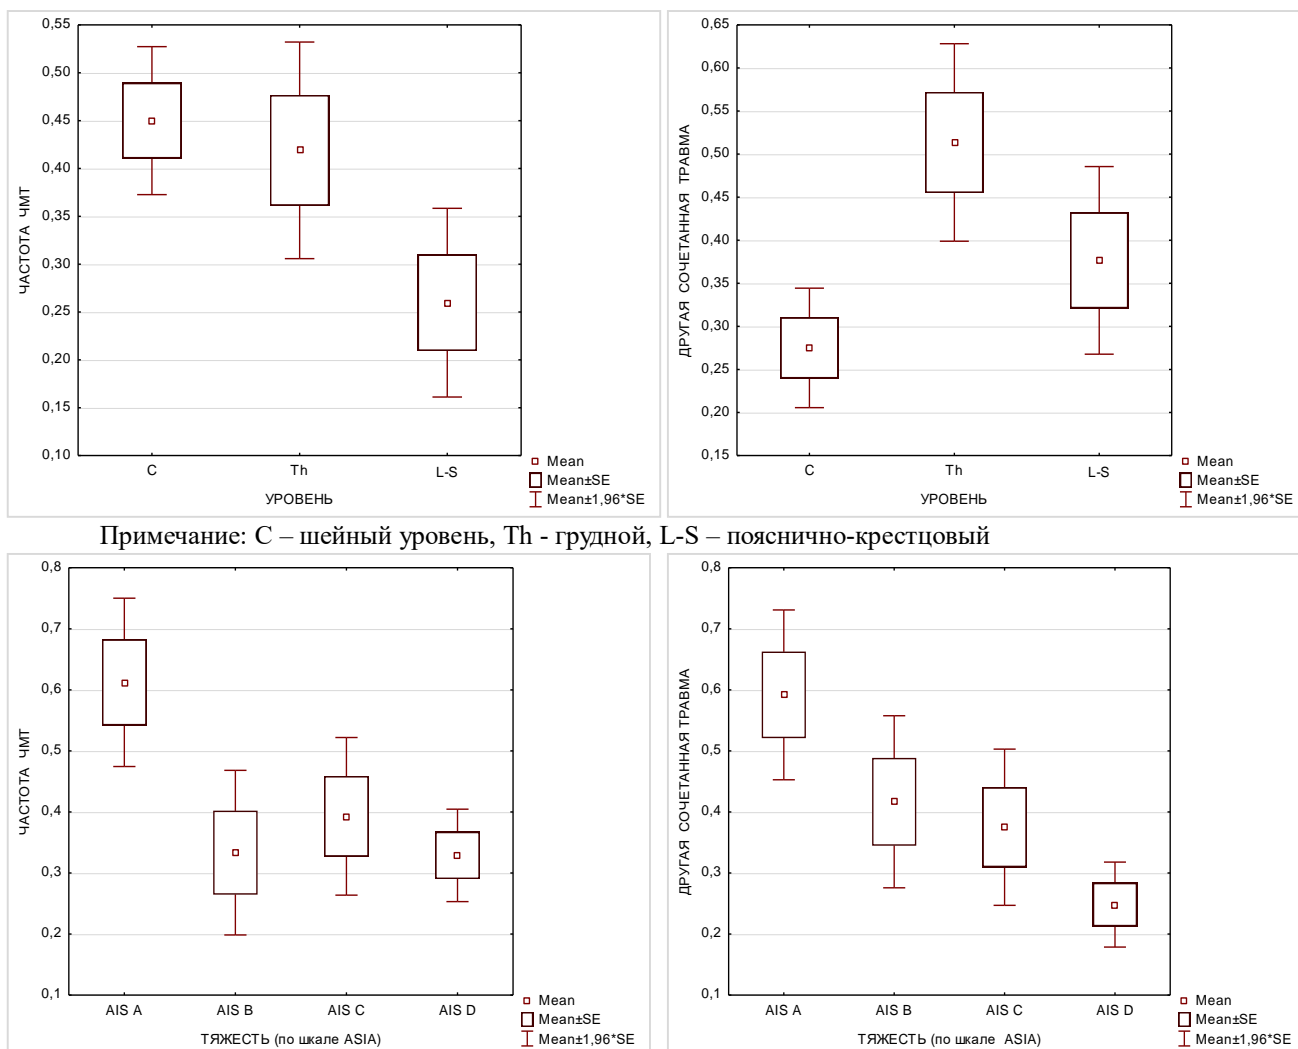 0,55
0,50
0,45
0,40
0,35
0,30
0,25
0,20
0,15
0,10
ЧАСТОТА ЧМТ
C Th L-S
УРОВЕНЬ
Mean
Mean±SE
Mean±1,96*SE
0,65
0,60
0,55
0,50
0,45
0,40
0,35
0,30
0,25
0,20
0,15
ДРУГАЯ СОЧЕТАННАЯ ТРАВМА
C Th L-S
УРОВЕНЬ
Mean
Mean±SE
Mean±1,96*SE
Примечание: C – шейный уровень, Th - грудной, L-S – пояснично-крестцовый
0,8
0,7
0,6
0,5
0,4
0,3
0,2
0,1
ЧАСТОТА ЧМТ
AIS A AIS B AIS C AIS D
ТЯЖЕСТЬ (по шкале ASIA)
Mean
Mean±SE
Mean±1,96*SE
0,8
0,7
0,6
0,5
0,4
0,3
0,2
0,1
ДРУГАЯ СОЧЕТАННАЯ ТРАВМА
AIS A AIS B AIS C AIS D
ТЯЖЕСТЬ (по шкале ASIA)
Mean
Mean±SE
Mean±1,96*SE